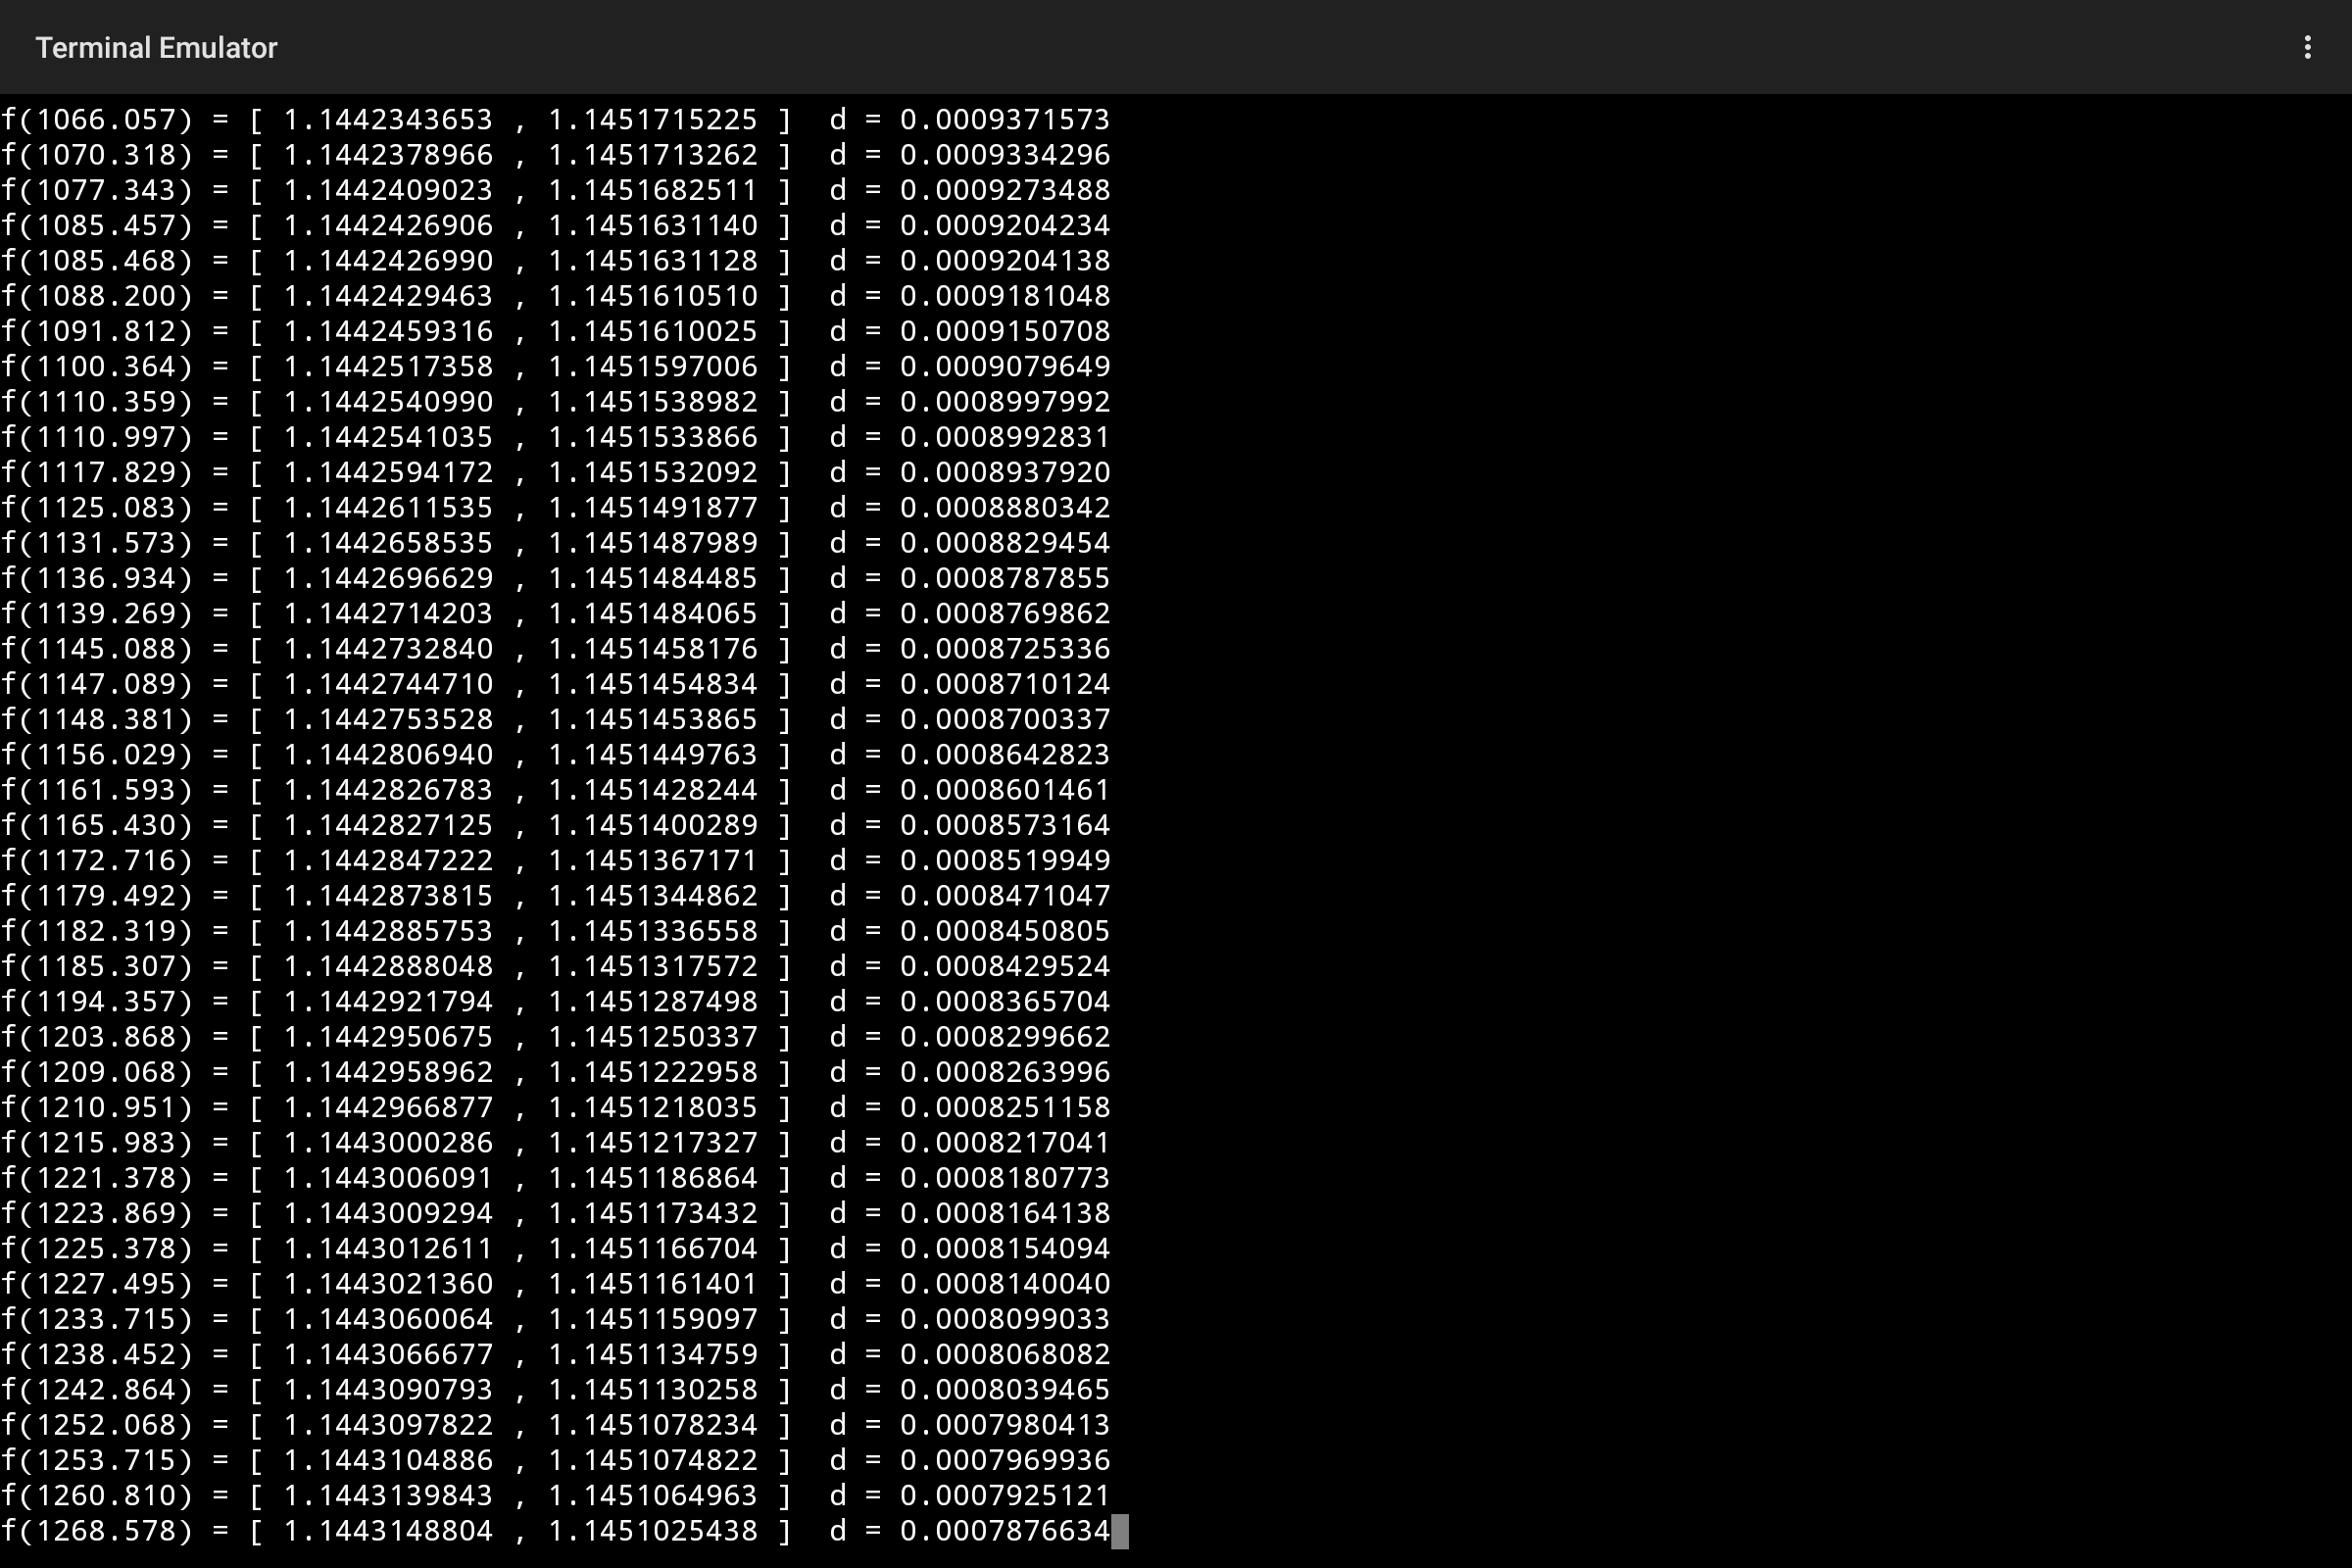 Terminal Emulator
f(1066.057) = [ 1.1442343653 , 1.1451715225 ]  d = 0.0009371573
f(1070.318) = [ 1.1442378966 , 1.1451713262 ]  d = 0.0009334296
f(1077.343) = [ 1.1442409023 , 1.1451682511 ]  d = 0.0009273488
f(1085.457) = [ 1.1442426906 , 1.1451631140 ]  d = 0.0009204234
f(1085.468) = [ 1.1442426990 , 1.1451631128 ]  d = 0.0009204138
f(1088.200) = [ 1.1442429463 , 1.1451610510 ]  d = 0.0009181048
f(1091.812) = [ 1.1442459316 , 1.1451610025 ]  d = 0.0009150708
f(1100.364) = [ 1.1442517358 , 1.1451597006 ]  d = 0.0009079649
f(1110.359) = [ 1.1442540990 , 1.1451538982 ]  d = 0.0008997992
f(1110.997) = [ 1.1442541035 , 1.1451533866 ]  d = 0.0008992831
f(1117.829) = [ 1.1442594172 , 1.1451532092 ]  d = 0.0008937920
f(1125.083) = [ 1.1442611535 , 1.1451491877 ]  d = 0.0008880342
f(1131.573) = [ 1.1442658535 , 1.1451487989 ]  d = 0.0008829454
f(1136.934) = [ 1.1442696629 , 1.1451484485 ]  d = 0.0008787855
f(1139.269) = [ 1.1442714203 , 1.1451484065 ]  d = 0.0008769862
f(1145.088) = [ 1.1442732840 , 1.1451458176 ]  d = 0.0008725336
f(1147.089) = [ 1.1442744710 , 1.1451454834 ]  d = 0.0008710124
f(1148.381) = [ 1.1442753528 , 1.1451453865 ]  d = 0.0008700337
f(1156.029) = [ 1.1442806940 , 1.1451449763 ]  d = 0.0008642823
f(1161.593) = [ 1.1442826783 , 1.1451428244 ]  d = 0.0008601461
f(1165.430) = [ 1.1442827125 , 1.1451400289 ]  d = 0.0008573164
f(1172.716) = [ 1.1442847222 , 1.1451367171 ]  d = 0.0008519949
f(1179.492) = [ 1.1442873815 , 1.1451344862 ]  d = 0.0008471047
f(1182.319) = [ 1.1442885753 , 1.1451336558 ]  d = 0.0008450805
f(1185.307) = [ 1.1442888048 , 1.1451317572 ]  d = 0.0008429524
f(1194.357) = [ 1.1442921794 , 1.1451287498 ]  d = 0.0008365704
f(1203.868) = [ 1.1442950675 , 1.1451250337 ]  d = 0.0008299662
f(1209.068) = [ 1.1442958962 , 1.1451222958 ]  d = 0.0008263996
f(1210.951) = [ 1.1442966877 , 1.1451218035 ]  d = 0.0008251158
f(1215.983) = [ 1.1443000286 , 1.1451217327 ]  d = 0.0008217041
f(1221.378) = [ 1.1443006091 , 1.1451186864 ]  d = 0.0008180773
f(1223.869) = [ 1.1443009294 , 1.1451173432 ]  d = 0.0008164138
f(1225.378) = [ 1.1443012611 , 1.1451166704 ]  d = 0.0008154094
f(1227.495) = [ 1.1443021360 , 1.1451161401 ]  d = 0.0008140040
f(1233.715) = [ 1.1443060064 , 1.1451159097 ]  d = 0.0008099033
f(1238.452) = [ 1.1443066677 , 1.1451134759 ]  d = 0.0008068082
f(1242.864) = [ 1.1443090793 , 1.1451130258 ]  d = 0.0008039465
f(1252.068) = [ 1.1443097822 , 1.1451078234 ]  d = 0.0007980413
f(1253.715) = [ 1.1443104886 , 1.1451074822 ]  d = 0.0007969936
f(1260.810) = [ 1.1443139843 , 1.1451064963 ]  d = 0.0007925121
f(1268.578) = [ 1.1443148804 , 1.1451025438 ]  d = 0.0007876634